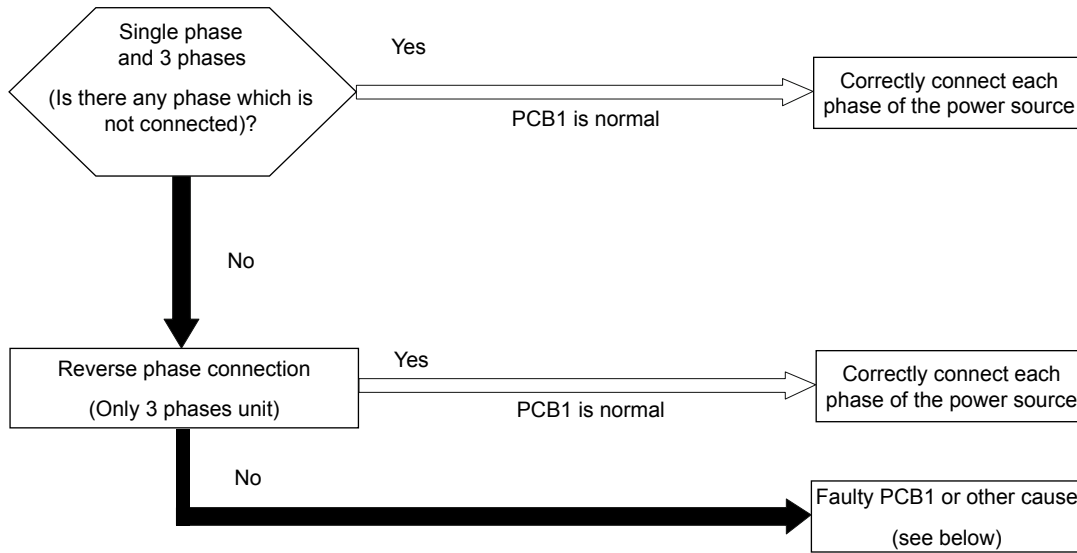 Single phase
and 3 phases
(Is there any phase which is
not connected)?
Yes
PCB1 is normal
Correctly connect each
phase of the power source
No
Reverse phase connection
(Only 3 phases unit)
Yes
PCB1 is normal
Correctly connect each
phase of the power source
No
Faulty PCB1 or other cause
(see below)